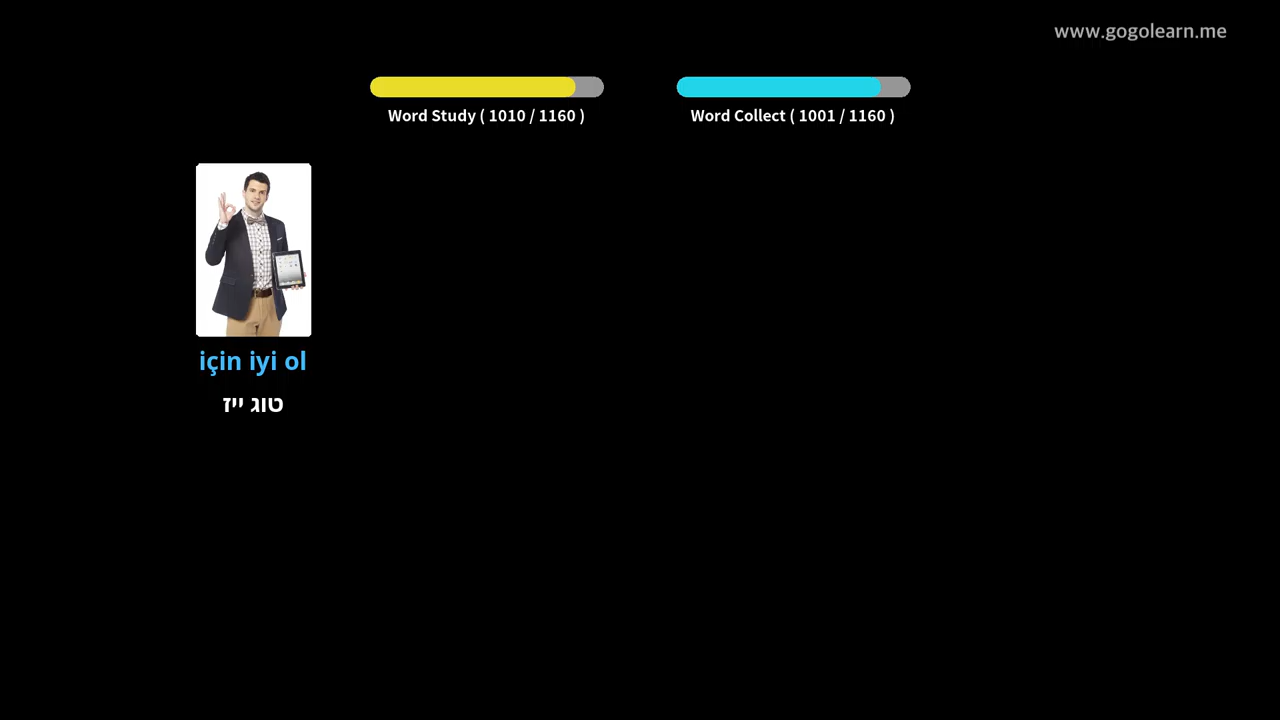 www.gogolearn.me
Word Study ( 1010 / 1160 )
Word Collect ( 1001 / 1160 )
için iyi ol
טוג ייז